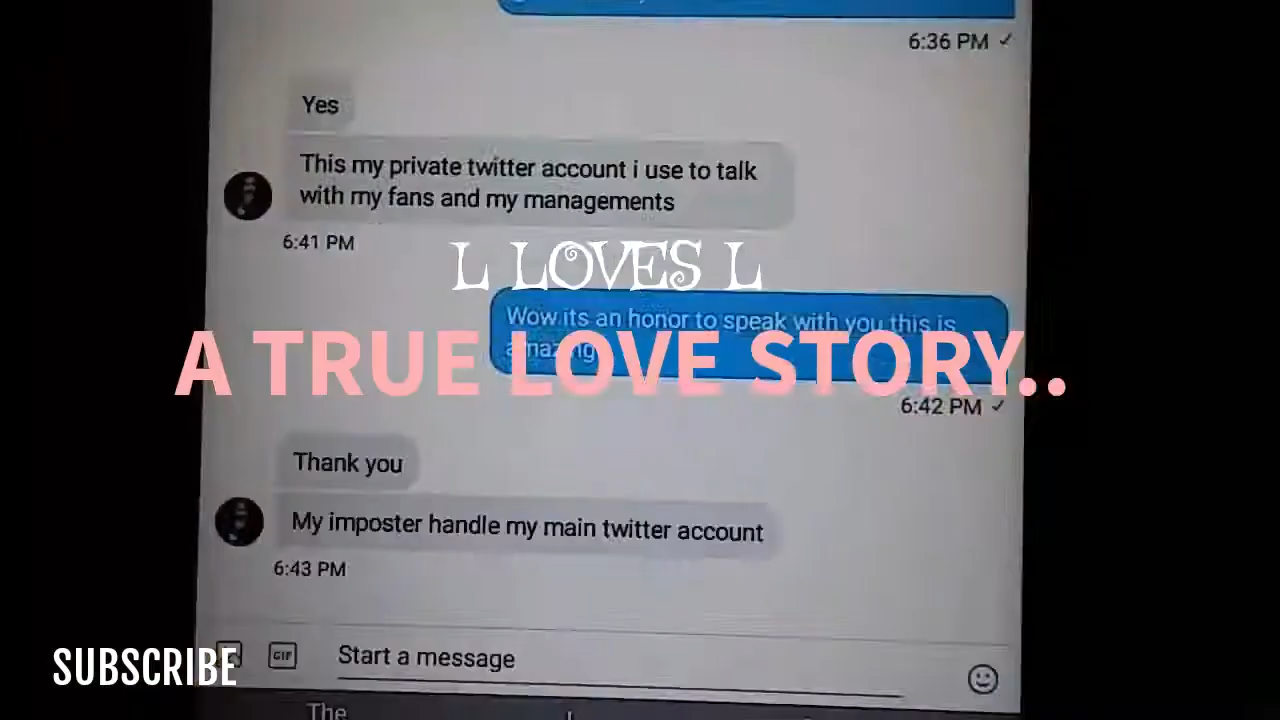 6:36 PM
Yes
This my private twitter account i use to talk
with my fans and my managements
6:41 PM
L LOVES L
Wow its an honor to speak with you this is
amazing
A TRUE LOVE STORY..
6:42 PM
Thank you
My imposter handle my main twitter account
6:43 PM
GIF
Start a message
SUBSCRIBE
The